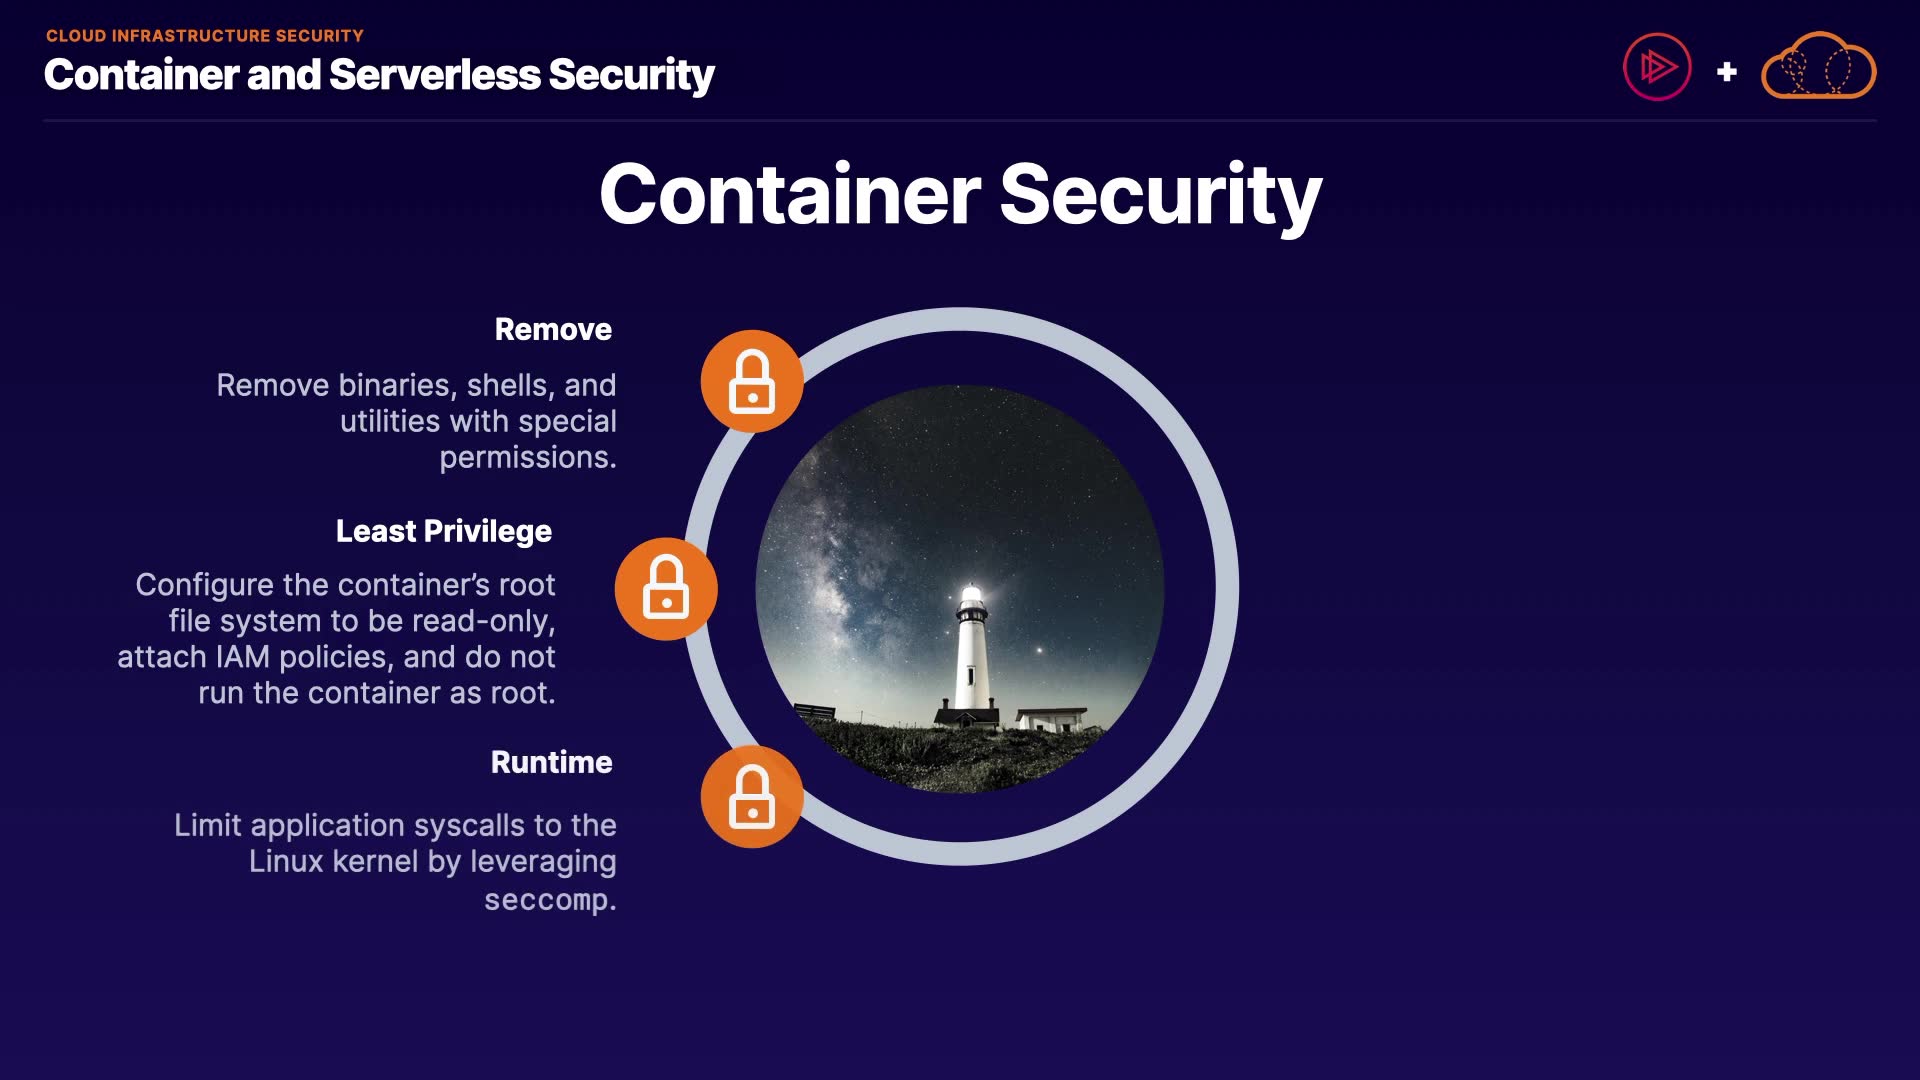 CLOUD INFRASTRUCTURE SECURITY
Container and Serverless Security
Container Security
Remove
Remove binaries, shells, and
utilities with special
permissions.
Least Privilege
Configure the container’s root
file system to be read-only,
attach IAM policies, and do not
run the container as root.
Runtime
Limit application syscalls to the
Linux kernel by leveraging
seccomp.